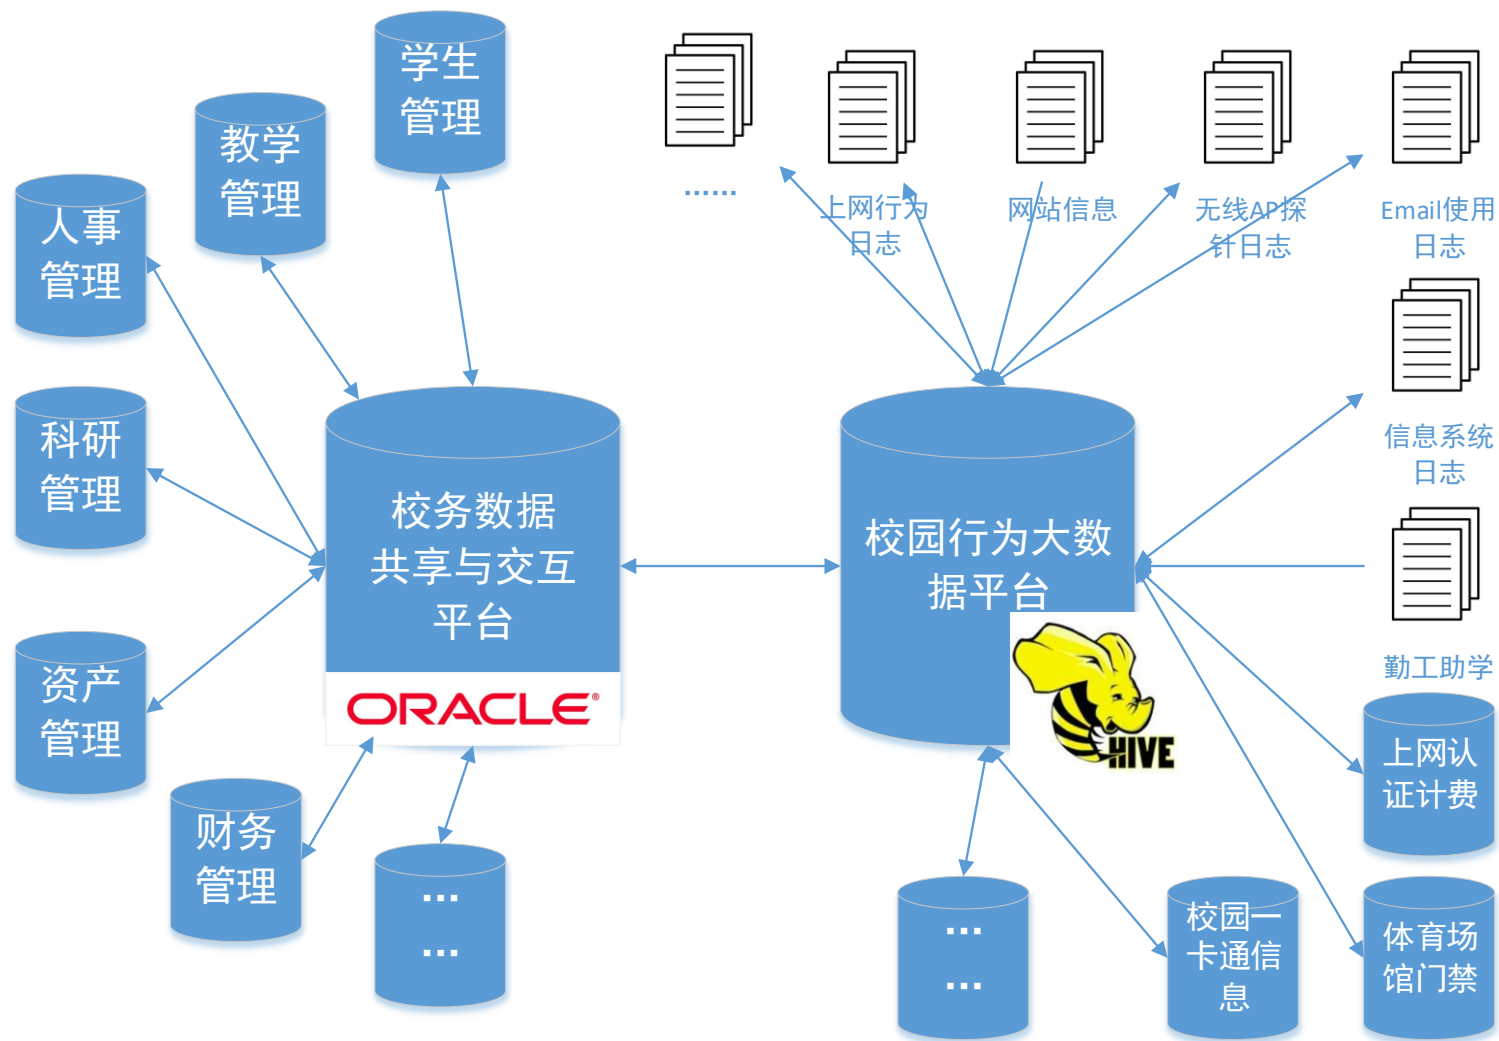 学生
管理
教学
管理
人事
管理
科研
管理
资产
管理
财务
管理
...
...
校务数据
共享与交互
平台
ORACLE®
......
上网行为
日志
网站信息
无线AP探
针日志
Email使用
日志
信息系统
日志
勤工助学
校园行为大数
据平台
HIVE
上网认
证计费
体育场
馆门禁
校园一
卡通信
息
...
...